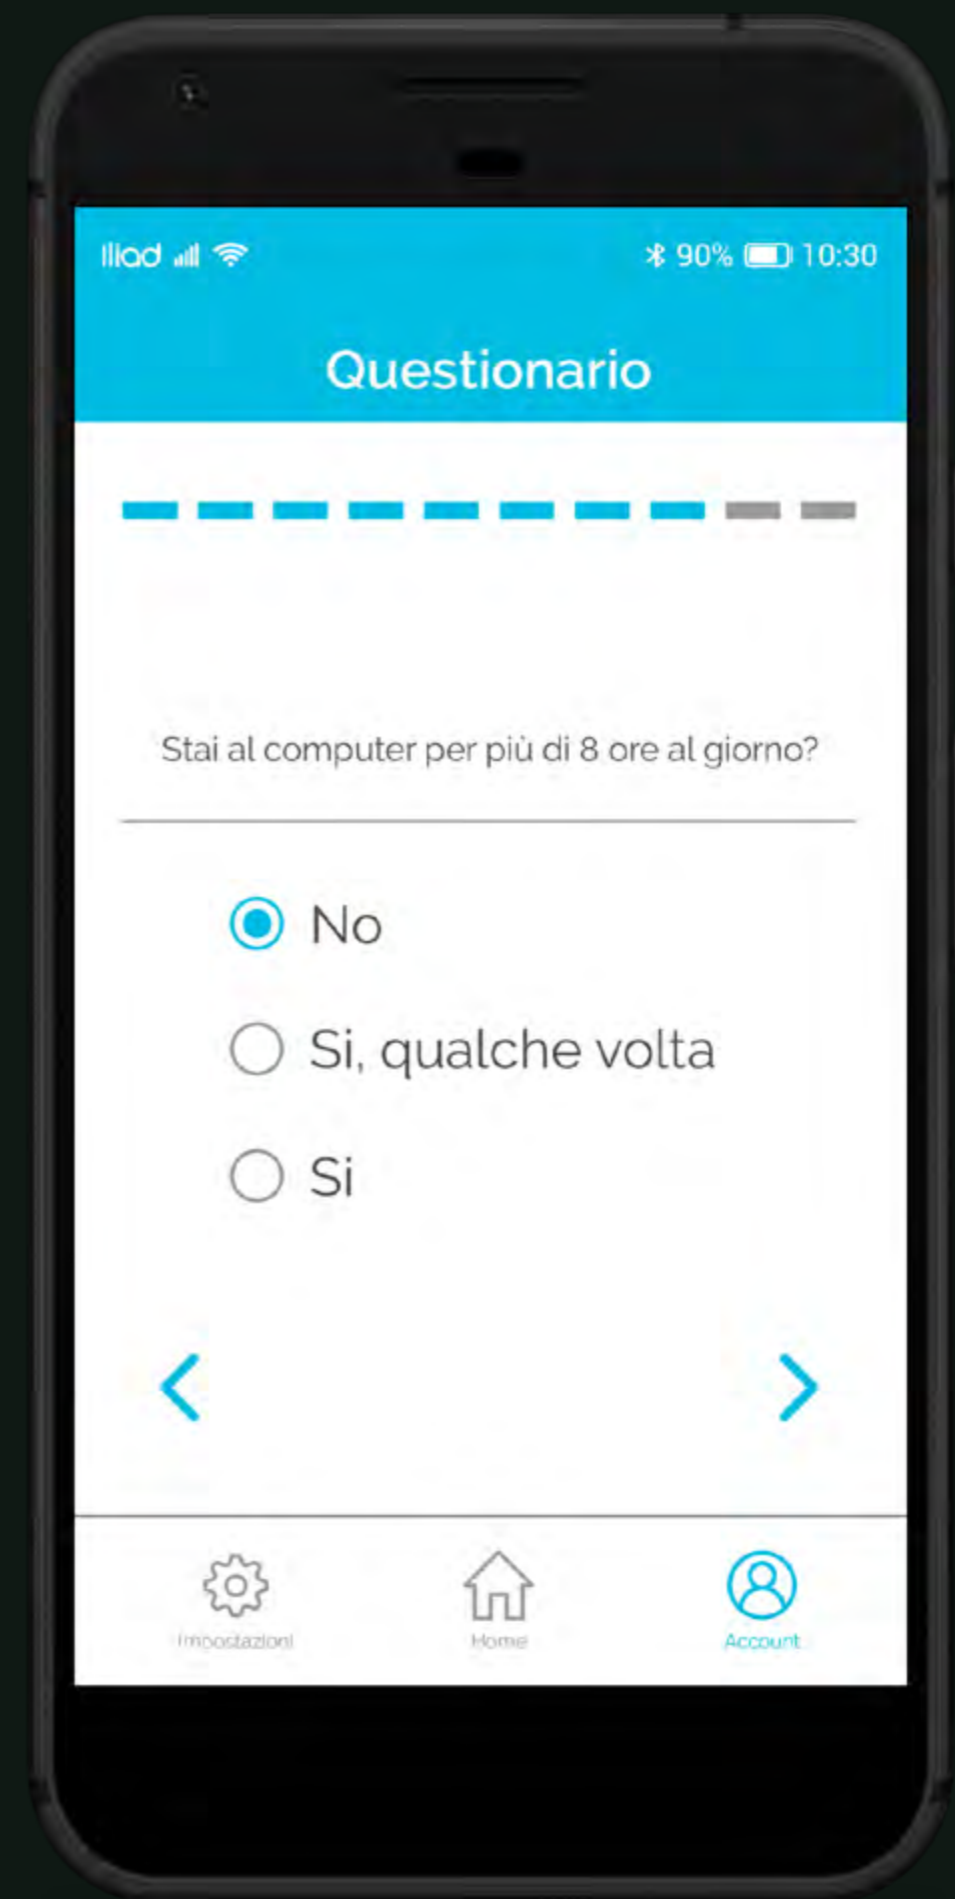 Iliad 90% 10:30
Questionario
Stai al computer per più di 8 ore al giorno?
No
Si, qualche volta
Si
Impostazioni Home Account